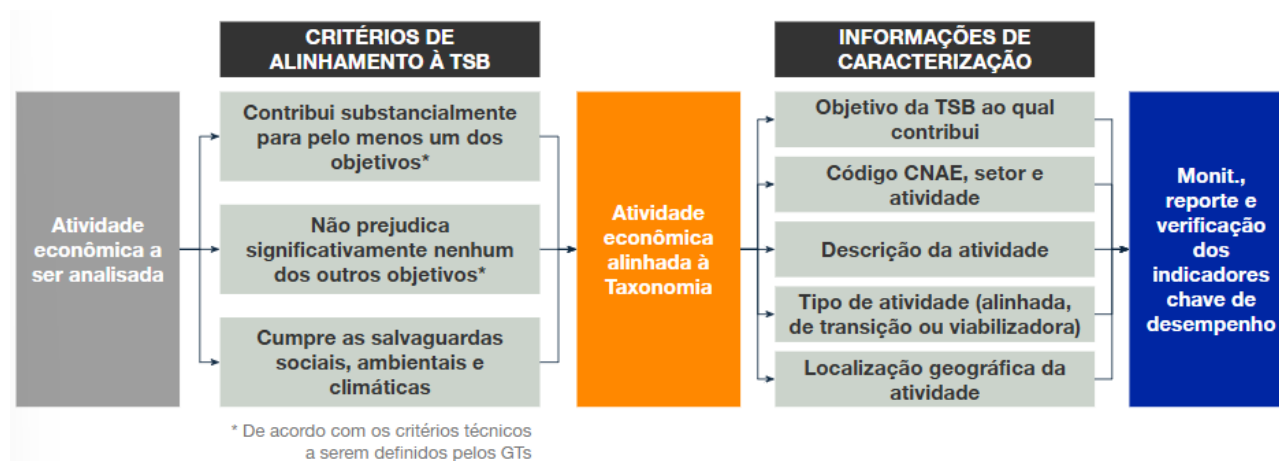 CRITÉRIOS DE
ALINHAMENTO À TSB
INFORMAÇÕES DE
CARACTERIZAÇÃO
Atividade
econômica a
ser analisada
Contribui substancialmente
para pelo menos um dos
objetivos*
Não prejudica
significativamente nenhum
dos outros objetivos*
Cumpre as salvaguardas
sociais, ambientais e
climáticas
* De acordo com os critérios técnicos
a serem definidos pelos GTs
Atividade
econômica
alinhada à
Taxonomia
Objetivo da TSB ao qual
contribui
Código CNAE, setor e
atividade
Descrição da atividade
Tipo de atividade (alinhada,
de transição ou viabilizadora)
Localização geográfica da
atividade
Monit.,
reporte e
verificação
dos
indicadores
chave de
desempenho